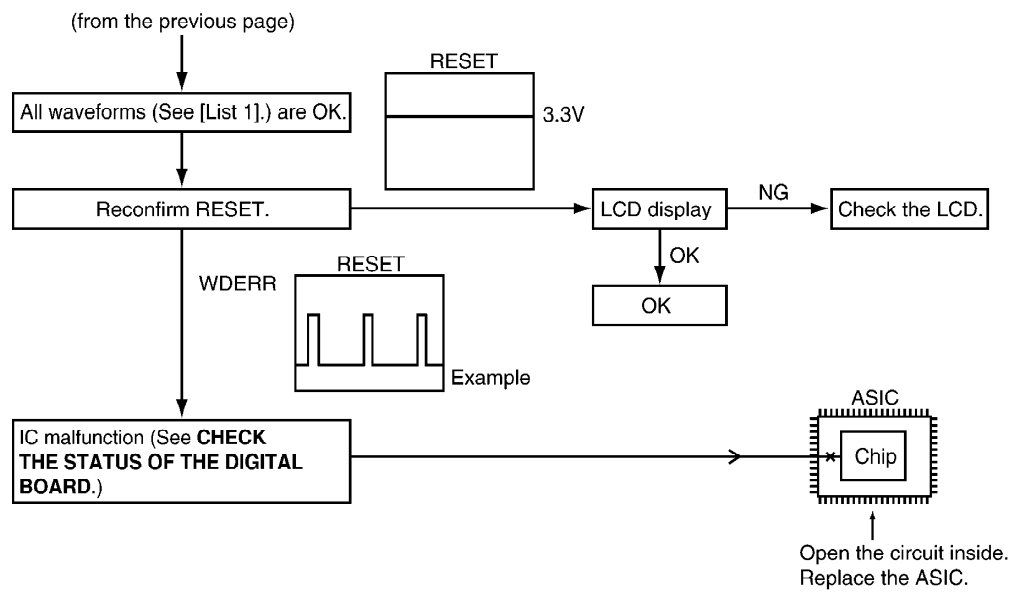 (from the previous page)
All waveforms (See [List 1].) are OK.
RESET
3.3V
Reconfirm RESET.
LCD display
NG
Check the LCD.
OK
OK
WDERR
RESET
Example
IC malfunction (See CHECK
THE STATUS OF THE DIGITAL
BOARD.)
ASIC
Chip
Open the circuit inside.
Replace the ASIC.